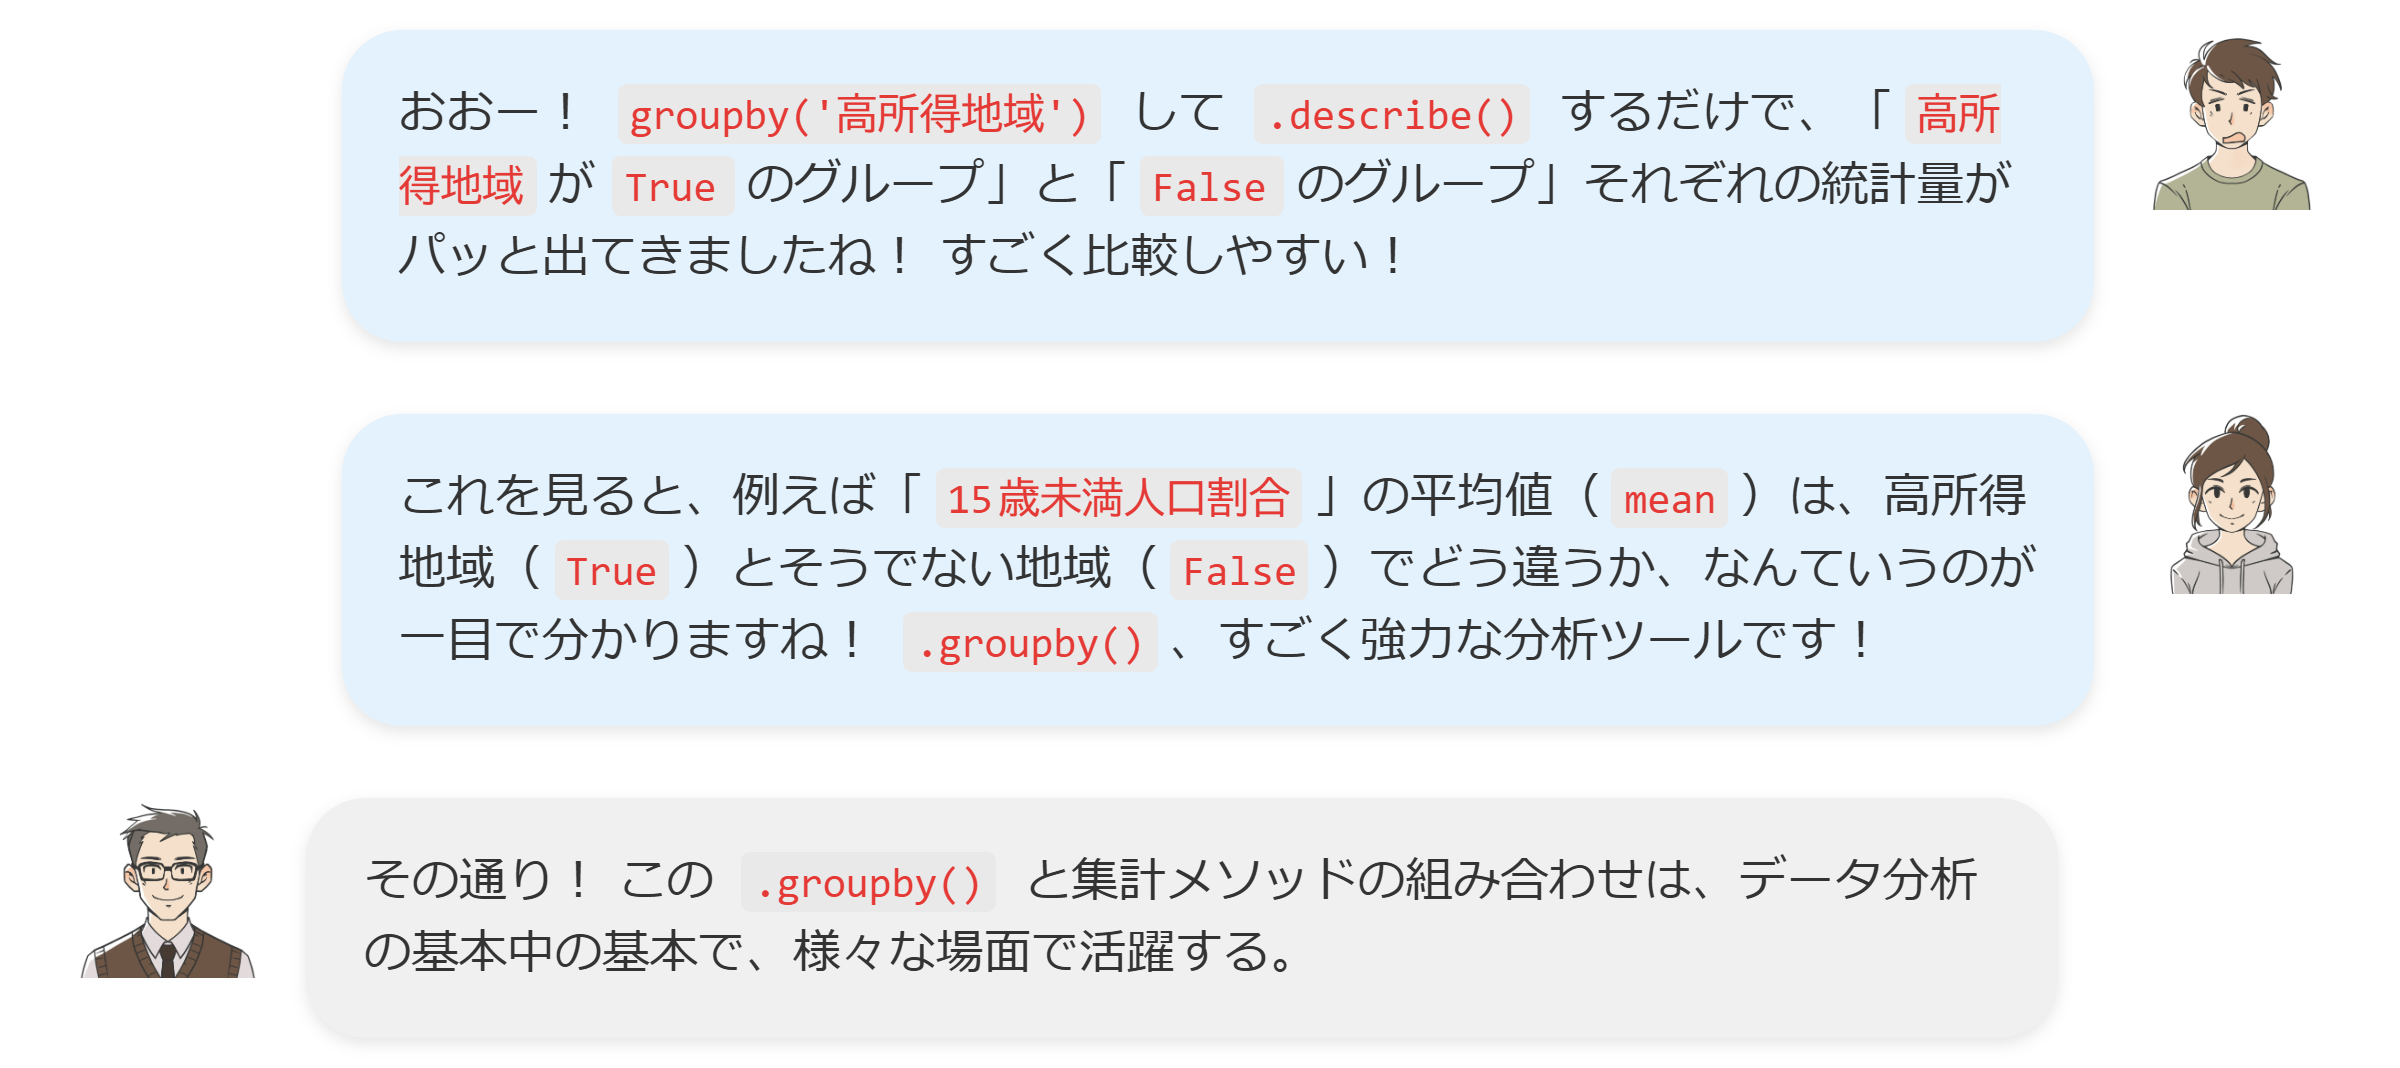 おおー！ groupby('高所得地域') して .describe() するだけで、「高所
得地域 が True のグループ」と「 False のグループ」それぞれの統計量が
パッと出てきましたね！ すごく比較しやすい！
これを見ると、例えば「 15歳未満人口割合 」の平均値（ mean ）は、高所得
地域（ True ）とそうでない地域（ False ）でどう違うか、なんていうのが
一目で分かりますね！ .groupby() 、すごく強力な分析ツールです！
その通り！ この .groupby() と集計メソッドの組み合わせは、データ分析
の基本中の基本で、様々な場面で活躍する。